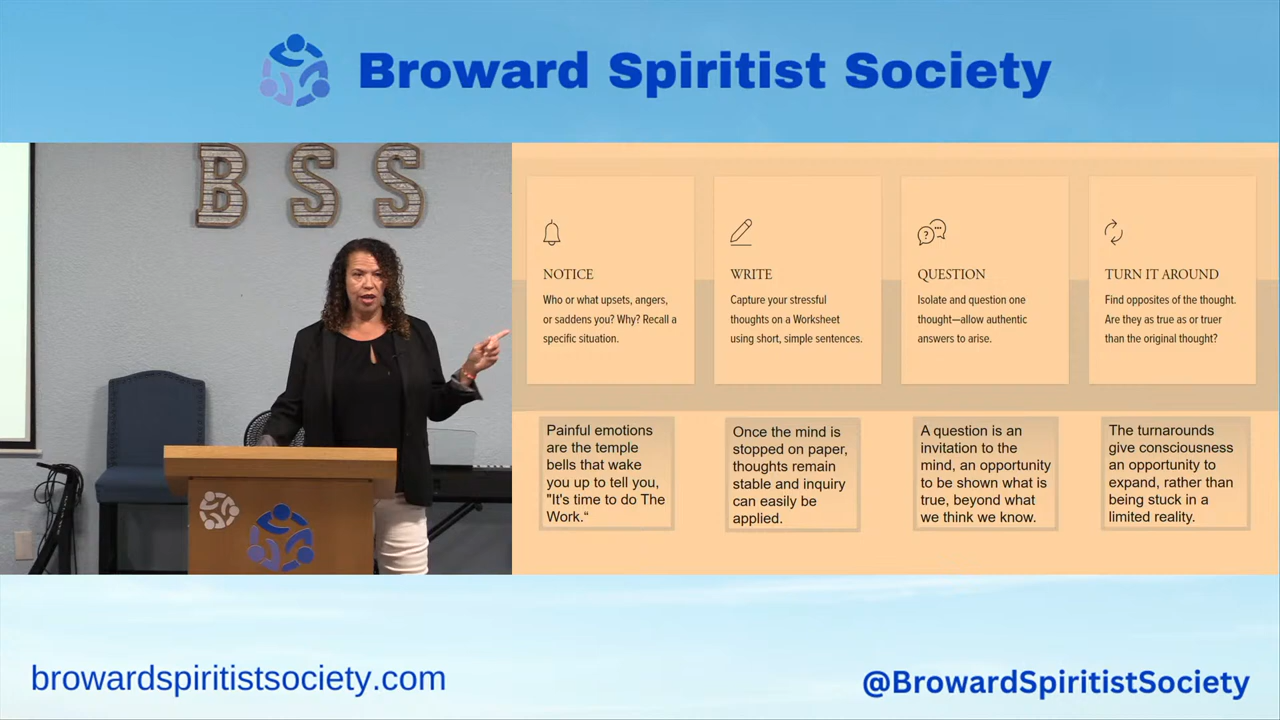 Broward Spiritist Society
BSS
NOTICE
Who or what upsets, angers,
or saddens you? Why? Recall a
specific situation.
WRITE
Capture your stressful
thoughts on a Worksheet
using short, simple sentences.
QUESTION
Isolate and question one
thought—allow authentic
answers to arise.
TURN IT AROUND
Find opposites of the thought.
Are they as true as or truer
than the original thought?
Painful emotions
are the temple
bells that wake
you up to tell you,
"It's time to do The
Work.“
Once the mind is
stopped on paper,
thoughts remain
stable and inquiry
can easily be
applied.
A question is an
invitation to the
mind, an opportunity
to be shown what is
true, beyond what
we think we know.
The turnarounds
give consciousness
an opportunity to
expand, rather than
being stuck in a
limited reality.
browardspiritistsociety.com
@BrowardSpiritistSociety